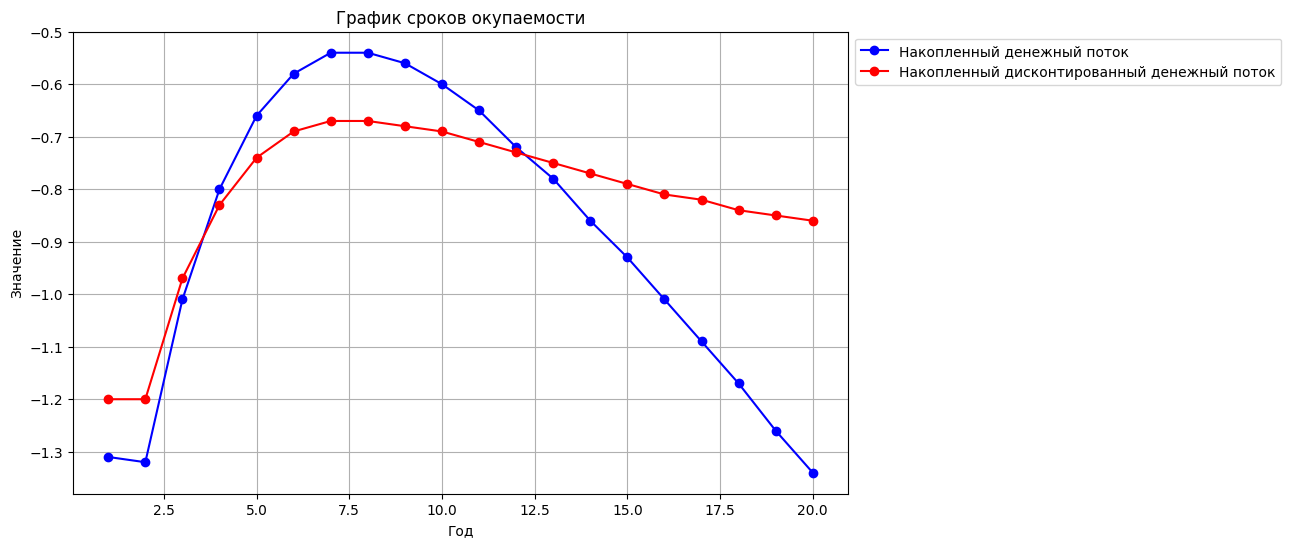 График сроков окупаемости
Накопленный денежный поток
Накопленный дисконтированный денежный поток
Значение
−0.5
−0.6
−0.7
−0.8
−0.9
−1.0
−1.1
−1.2
−1.3
2.5 5.0 7.5 10.0 12.5 15.0 17.5 20.0
Год